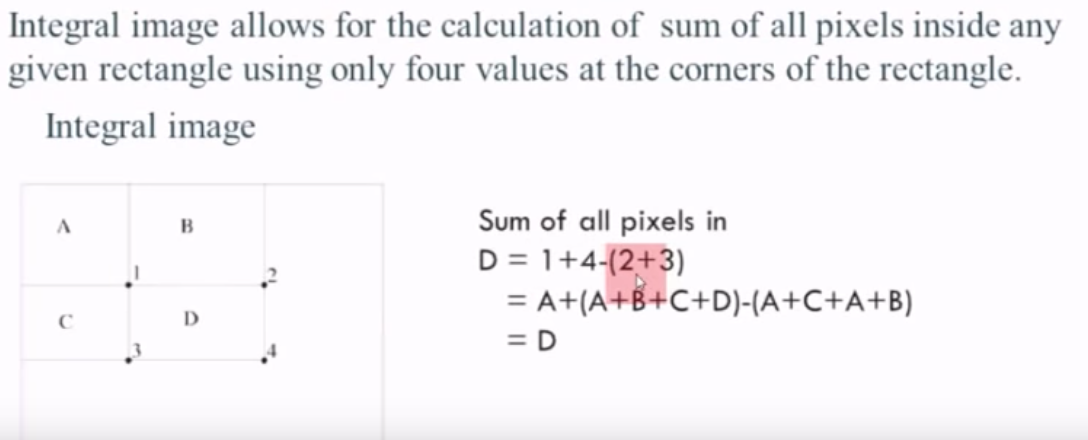 Integral image allows for the calculation of sum of all pixels inside any
given rectangle using only four values at the corners of the rectangle.
Integral image
A B
1 2
C D
3 4
Sum of all pixels in
D = 1+4-(2+3)
= A+(A+B+C+D)-(A+C+A+B)
= D